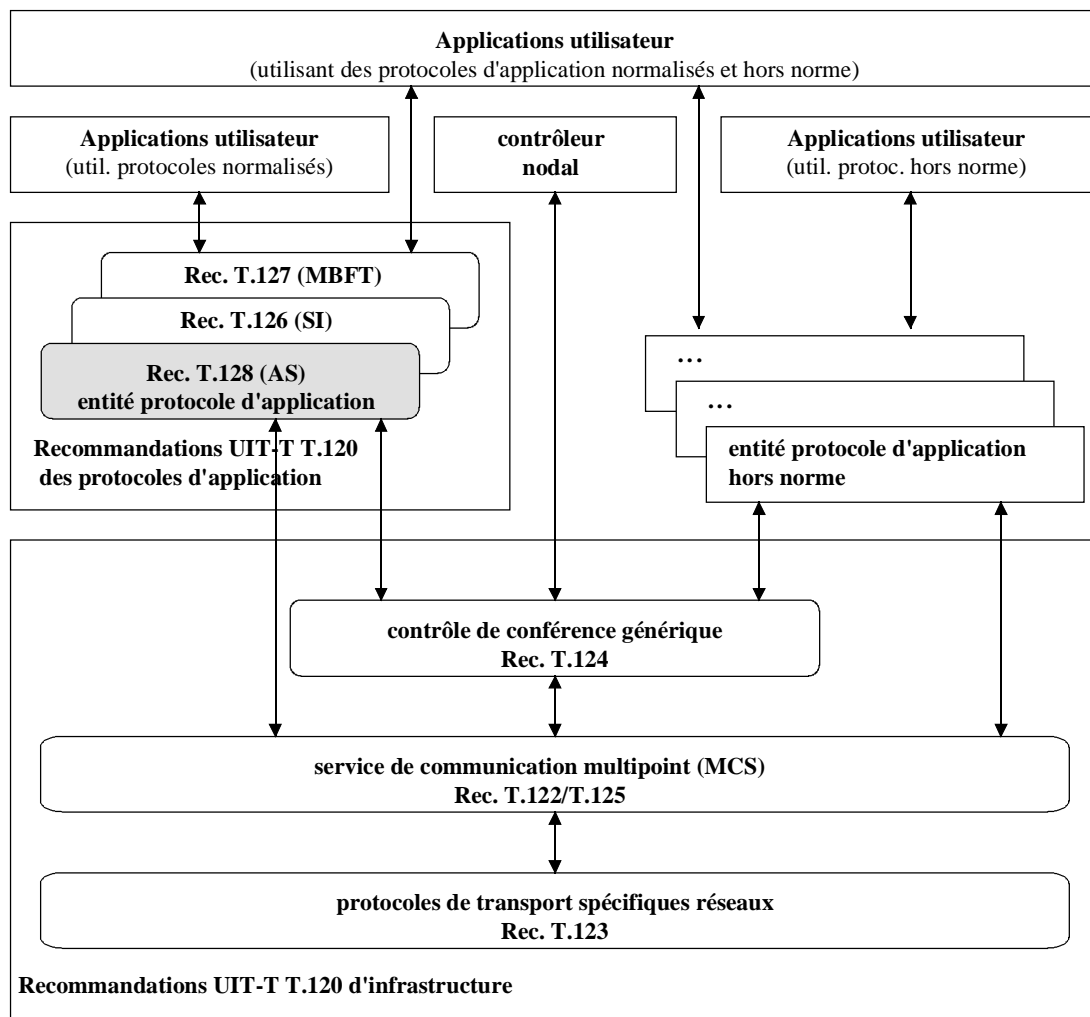 Applications utilisateur
(utilisant des protocoles d'application normalisés et hors norme)
Applications utilisateur
(util. protocoles normalisés)
contrôleur
nodal
Applications utilisateur
(util. protoc. hors norme)
Rec. T.127 (MBFT)
Rec. T.126 (SI)
Rec. T.128 (AS)
entité protocole d'application
Recommandations UIT-T T.120
des protocoles d'application
...
...
entité protocole d'application
hors norme
contrôle de conférence générique
Rec. T.124
service de communication multipoint (MCS)
Rec. T.122/T.125
protocoles de transport spécifiques réseaux
Rec. T.123
Recommandations UIT-T T.120 d'infrastructure